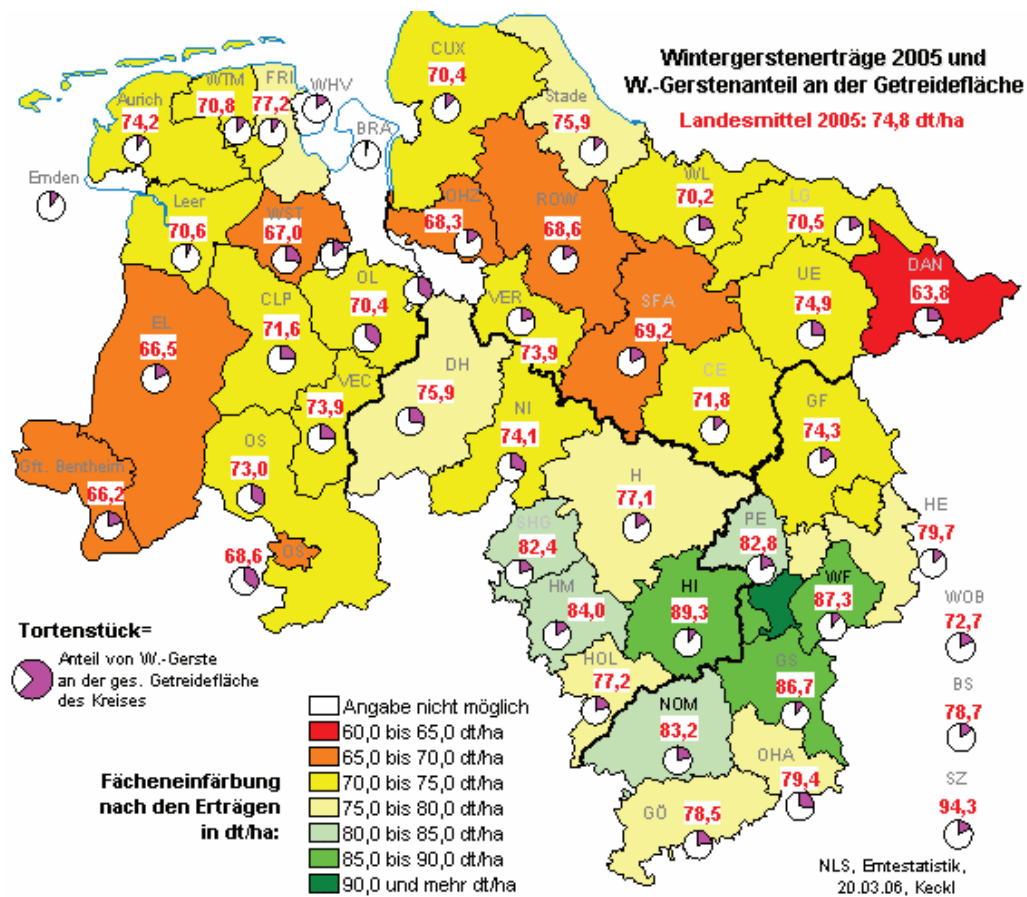 Wintergerstenerträge 2005 und
W.-Gerstenanteil an der Getreidefläche
Landesmittel 2005: 74,8 dt/ha
CUX
70,4
WTM
70,8
FRI
77,2
WHV
Aurich
74,2
BRA
Stade
75,9
Emden
Leer
70,6
WST
67,0
OHZ
68,3
ROW
68,6
WL
70,2
LG
70,5
DAN
63,8
UE
74,9
OL
70,4
CLP
71,6
VER
73,9
SFA
69,2
EL
66,5
VEC
73,9
DH
75,9
CE
71,8
NI
74,1
GF
74,3
OS
73,0
Gft. Bentheim
66,2
H
77,1
HE
79,7
SHG
82,4
PE
82,8
OS
68,6
HM
84,0
HI
89,3
WF
87,3
WOB
72,7
HOL
77,2
GS
86,7
BS
78,7
NOM
83,2
OHA
79,4
SZ
94,3
GÖ
78,5
Tortenstück=
Anteil von W.-Gerste
an der ges. Getreidefläche
des Kreises
Fächeneinfärbung
nach den Erträgen
in dt/ha:
Angabe nicht möglich
60,0 bis 65,0 dt/ha
65,0 bis 70,0 dt/ha
70,0 bis 75,0 dt/ha
75,0 bis 80,0 dt/ha
80,0 bis 85,0 dt/ha
85,0 bis 90,0 dt/ha
90,0 und mehr dt/ha
NLS, Erntestatistik,
20.03.06, Keckl